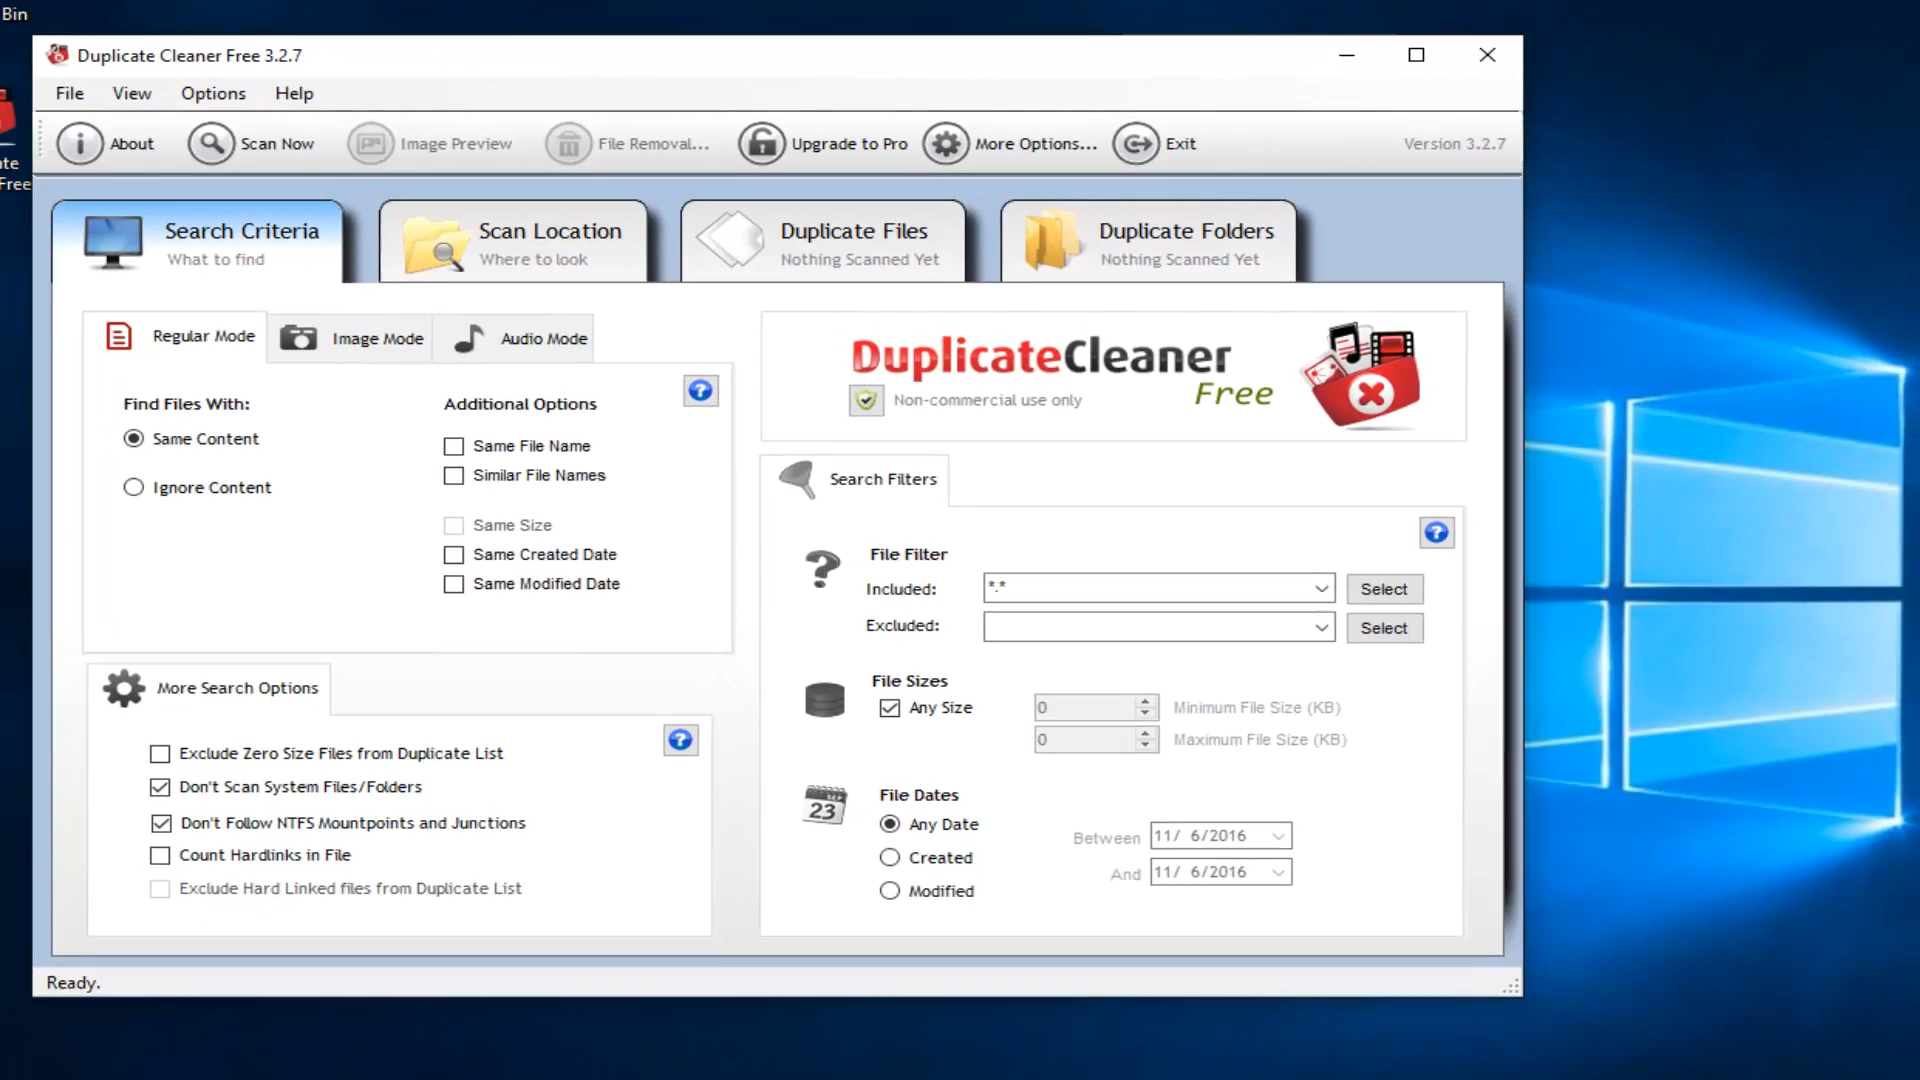 Bin
ate
Free
Duplicate Cleaner Free 3.2.7
File View Options Help
About Scan Now Image Preview File Removal... Upgrade to Pro More Options... Exit Version 3.2.7
Search Criteria
What to find
Scan Location
Where to look
Duplicate Files
Nothing Scanned Yet
Duplicate Folders
Nothing Scanned Yet
Regular Mode Image Mode Audio Mode
Find Files With:
Same Content
Ignore Content
Additional Options
Same File Name
Similar File Names
Same Size
Same Created Date
Same Modified Date
More Search Options
Exclude Zero Size Files from Duplicate List
Don't Scan System Files/Folders
Don't Follow NTFS Mountpoints and Junctions
Count Hardlinks in File
Exclude Hard Linked files from Duplicate List
DuplicateCleaner
Free
Non-commercial use only
Search Filters
File Filter
Included: *.* Select
Excluded: Select
File Sizes
Any Size 0 Minimum File Size (KB)
0 Maximum File Size (KB)
SEP
23
File Dates
Any Date
Created
Modified
Between 11/ 6/2016
And 11/ 6/2016
Ready.